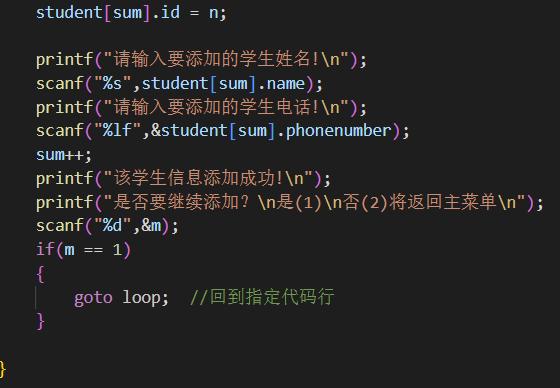 student[sum].id = n;
printf("请输入要添加的学生姓名!\n");
scanf("%s",student[sum].name);
printf("请输入要添加的学生电话!\n");
scanf("%lf",&student[sum].phonenumber);
sum++;
printf("该学生信息添加成功!\n");
printf("是否要继续添加？\n是(1)\n否(2)将返回主菜单\n");
scanf("%d",&m);
if(m == 1)
{
goto loop;  //回到指定代码行
}
}